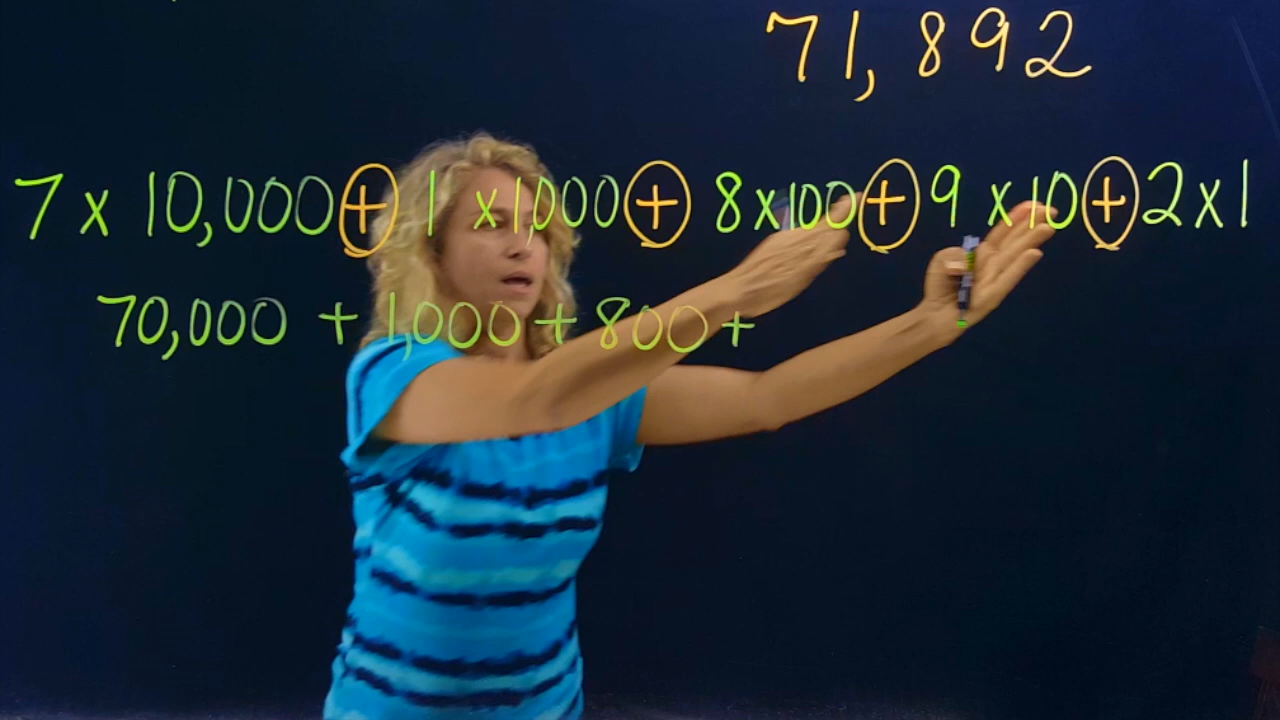 71,892
7 x 10,000 + 1 x 1,000 + 8 x 100 + 9 x 10 + 2 x 1
70,000 + 1,000 + 800 +